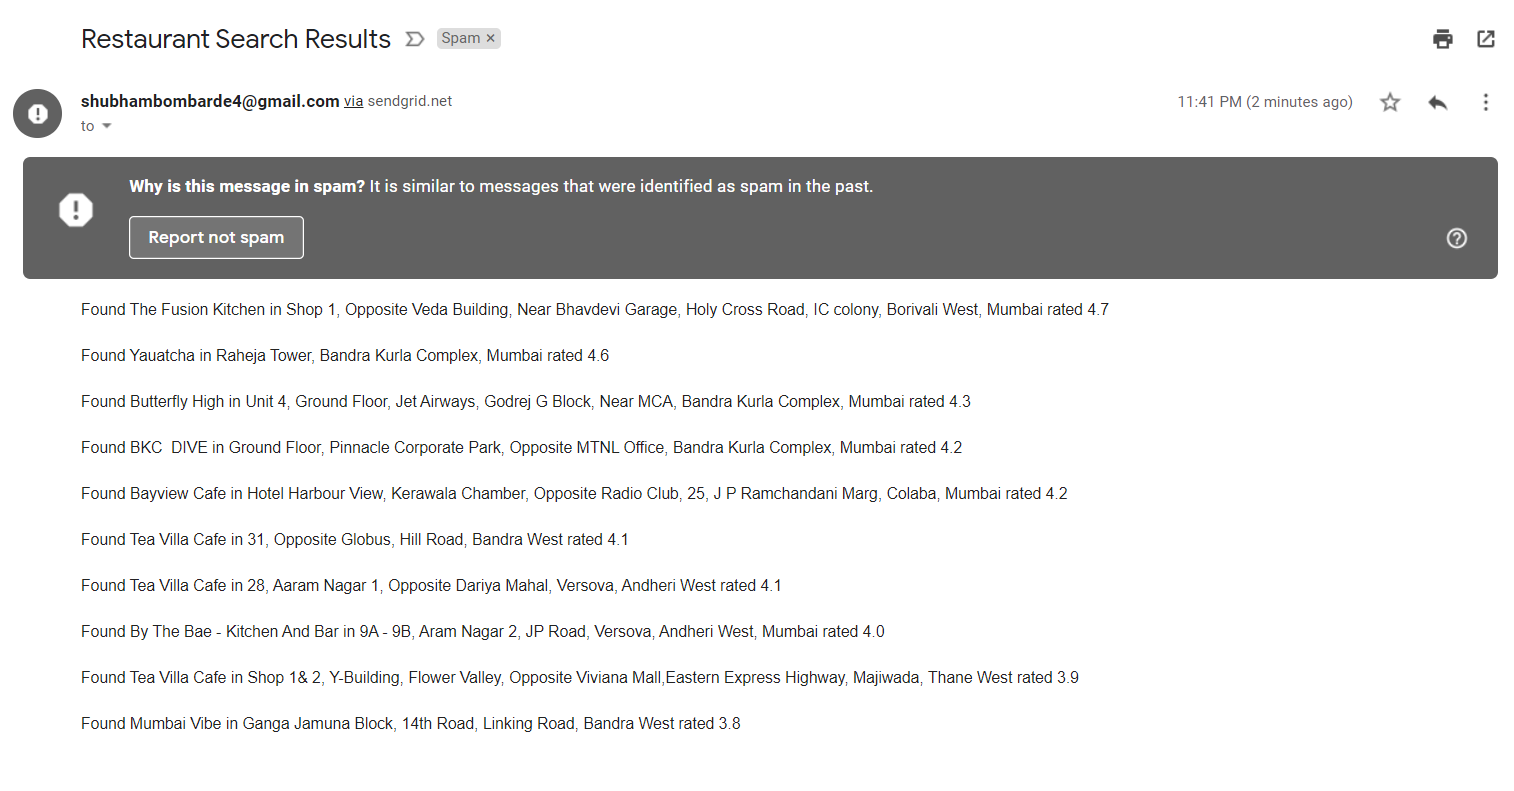 Restaurant Search Results
Spam ×
shubhambombarde4@gmail.com via sendgrid.net
11:41 PM (2 minutes ago)
to
Why is this message in spam? It is similar to messages that were identified as spam in the past.
Report not spam
Found The Fusion Kitchen in Shop 1, Opposite Veda Building, Near Bhavdevi Garage, Holy Cross Road, IC colony, Borivali West, Mumbai rated 4.7
Found Yauatcha in Raheja Tower, Bandra Kurla Complex, Mumbai rated 4.6
Found Butterfly High in Unit 4, Ground Floor, Jet Airways, Godrej G Block, Near MCA, Bandra Kurla Complex, Mumbai rated 4.3
Found BKC  DIVE in Ground Floor, Pinnacle Corporate Park, Opposite MTNL Office, Bandra Kurla Complex, Mumbai rated 4.2
Found Bayview Cafe in Hotel Harbour View, Kerawala Chamber, Opposite Radio Club, 25, J P Ramchandani Marg, Colaba, Mumbai rated 4.2
Found Tea Villa Cafe in 31, Opposite Globus, Hill Road, Bandra West rated 4.1
Found Tea Villa Cafe in 28, Aaram Nagar 1, Opposite Dariya Mahal, Versova, Andheri West rated 4.1
Found By The Bae - Kitchen And Bar in 9A - 9B, Aram Nagar 2, JP Road, Versova, Andheri West, Mumbai rated 4.0
Found Tea Villa Cafe in Shop 1& 2, Y-Building, Flower Valley, Opposite Viviana Mall,Eastern Express Highway, Majiwada, Thane West rated 3.9
Found Mumbai Vibe in Ganga Jamuna Block, 14th Road, Linking Road, Bandra West rated 3.8